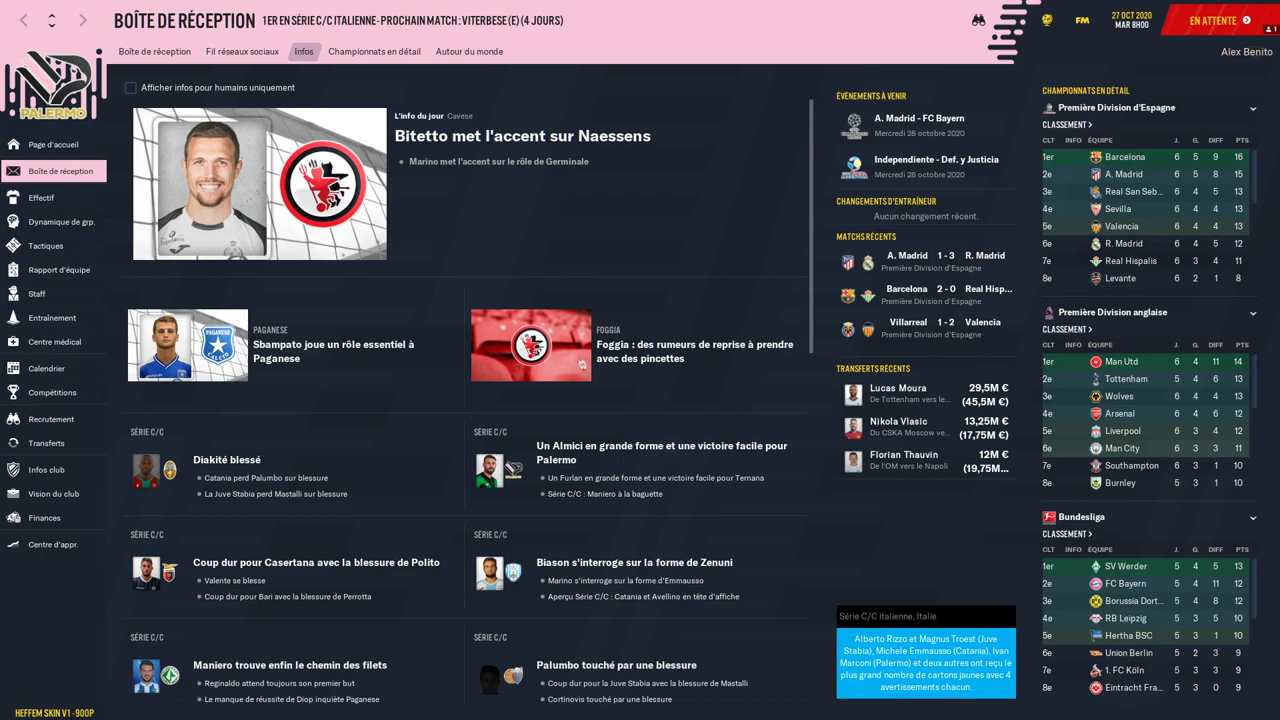 BOÎTE DE RÉCEPTION
1 ER EN SÉRIE C/C ITALIENNE - PROCHAIN MATCH : VITERBESE (E) (4 JOURS)
FM
27 OCT 2020
MAR 8H00
EN ATTENTE
1
Boîte de réception
Fil réseaux sociaux
Infos
Championnats en détail
Autour du monde
Alex Benito
PALERMO
Page d'accueil
Boîte de réception
Effectif
Dynamique de grp.
Tactiques
Rapport d'équipe
Staff
Entraînement
Centre médical
Calendrier
Compétitions
Recrutement
Transferts
Infos club
Vision du club
Finances
Centre d'appr.
HEFFEM SKIN V1 - 900P
Afficher infos pour humains uniquement
L'info du jour Cavese
Bitetto met l'accent sur Naessens
Marino met l'accent sur le rôle de Germinale
PAGANESE
Sbampato joue un rôle essentiel à
Paganese
FOGGIA
Foggia : des rumeurs de reprise à prendre
avec des pincettes
SÉRIE C/C
Diakité blessé
Catania perd Palumbo sur blessure
La Juve Stabia perd Mastalli sur blessure
SÉRIE C/C
Un Almici en grande forme et une victoire facile pour
Palermo
Un Furlan en grande forme et une victoire facile pour Ternana
Série C/C : Maniero à la baguette
SÉRIE C/C
Coup dur pour Casertana avec la blessure de Polito
Valente se blesse
Coup dur pour Bari avec la blessure de Perrotta
SÉRIE C/C
Biason s'interroge sur la forme de Zenuni
Marino s'interroge sur la forme d'Emmausso
Aperçu Série C/C : Catania et Avellino en tête d'affiche
SÉRIE C/C
Maniero trouve enfin le chemin des filets
Reginaldo attend toujours son premier but
Le manque de réussite de Diop inquiète Paganese
SÉRIE C/C
Palumbo touché par une blessure
Coup dur pour la Juve Stabia avec la blessure de Mastalli
Cortinovis touché par une blessure
ÉVÉNEMENTS À VENIR
A. Madrid - FC Bayern
Mercredi 28 octobre 2020
Independiente - Def. y Justicia
Mercredi 28 octobre 2020
CHANGEMENTS D'ENTRAÎNEUR
Aucun changement récent.
MATCHS RÉCENTS
A. Madrid 1 - 3 R. Madrid
Première Division d'Espagne
Barcelona 2 - 0 Real Hisp...
Première Division d'Espagne
Villarreal 1 - 2 Valencia
Première Division d'Espagne
TRANSFERTS RÉCENTS
Lucas Moura 29,5M €
De Tottenham vers le... (45,5M €)
Nikola Vlasic 13,25M €
Du CSKA Moscow ve... (17,75M €)
Florian Thauvin 12M €
De l'OM vers le Napoli (19,75M...
Série C/C italienne, Italie
Alberto Rizzo et Magnus Troest (Juve
Stabia), Michele Emmausso (Catania), Ivan
Marconi (Palermo) et deux autres ont reçu le
plus grand nombre de cartons jaunes avec 4
avertissements chacun.
CHAMPIONNATS EN DÉTAIL
Première Division d'Espagne
CLASSEMENT
CLT INFO ÉQUIPE J. G. DIFF PTS
1er Barcelona 6 5 9 16
2e A. Madrid 6 5 8 15
3e Real San Seb... 6 4 5 13
4e Sevilla 6 4 4 13
5e Valencia 6 4 4 13
6e R. Madrid 6 4 5 12
7e Real Hispalis 6 3 4 11
8e Levante 6 2 1 8
Première Division anglaise
CLASSEMENT
CLT INFO ÉQUIPE J. G. DIFF PTS
1er Man Utd 6 4 11 14
2e Tottenham 5 4 6 13
3e Wolves 6 4 4 13
4e Arsenal 6 4 6 12
5e Liverpool 6 3 4 12
6e Man City 6 3 3 11
7e Southampton 6 3 1 10
8e Burnley 5 3 1 10
Bundesliga
CLASSEMENT
CLT INFO ÉQUIPE J. G. DIFF PTS
1er SV Werder 5 4 5 13
2e FC Bayern 5 4 11 12
3e Borussia Dort... 5 4 8 12
4e RB Leipzig 5 3 5 10
5e Hertha BSC 5 3 1 10
6e Union Berlin 5 2 3 9
7e 1. FC Köln 5 3 3 9
8e Eintracht Fra... 5 3 0 9